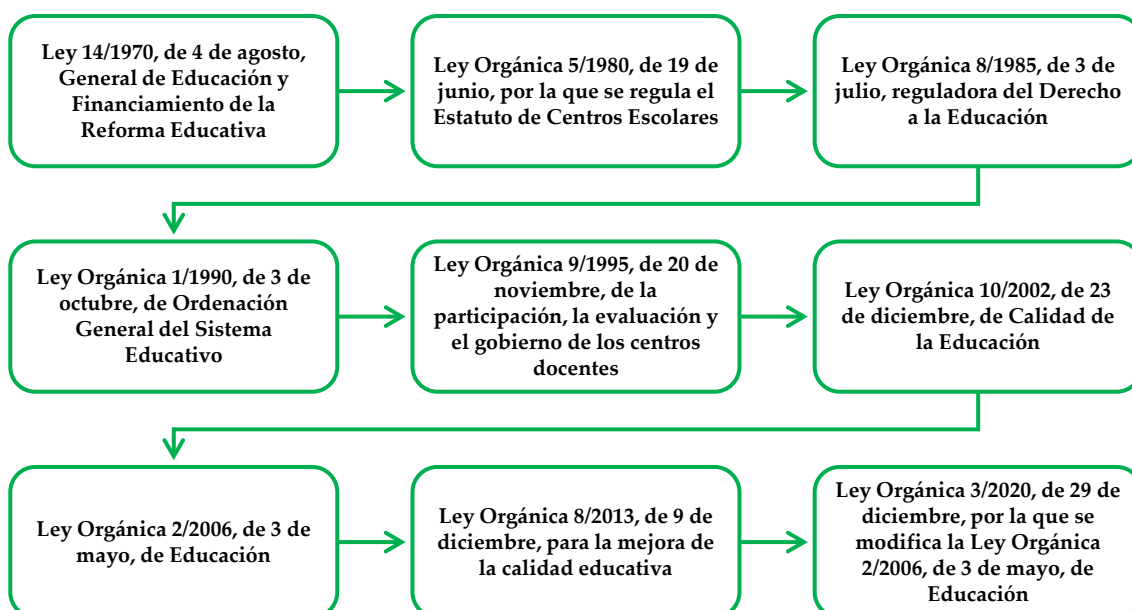 Ley 14/1970, de 4 de agosto,
General de Educación y
Financiamiento de la
Reforma Educativa
Ley Orgánica 5/1980, de 19 de
junio, por la que se regula el
Estatuto de Centros Escolares
Ley Orgánica 8/1985, de 3 de
julio, reguladora del Derecho
a la Educación
Ley Orgánica 1/1990, de 3 de
octubre, de Ordenación
General del Sistema
Educativo
Ley Orgánica 9/1995, de 20 de
noviembre, de la
participación, la evaluación y
el gobierno de los centros
docentes
Ley Orgánica 10/2002, de 23
de diciembre, de Calidad de
la Educación
Ley Orgánica 2/2006, de 3 de
mayo, de Educación
Ley Orgánica 8/2013, de 9 de
diciembre, para la mejora de
la calidad educativa
Ley Orgánica 3/2020, de 29 de
diciembre, por la que se
modifica la Ley Orgánica
2/2006, de 3 de mayo, de
Educación